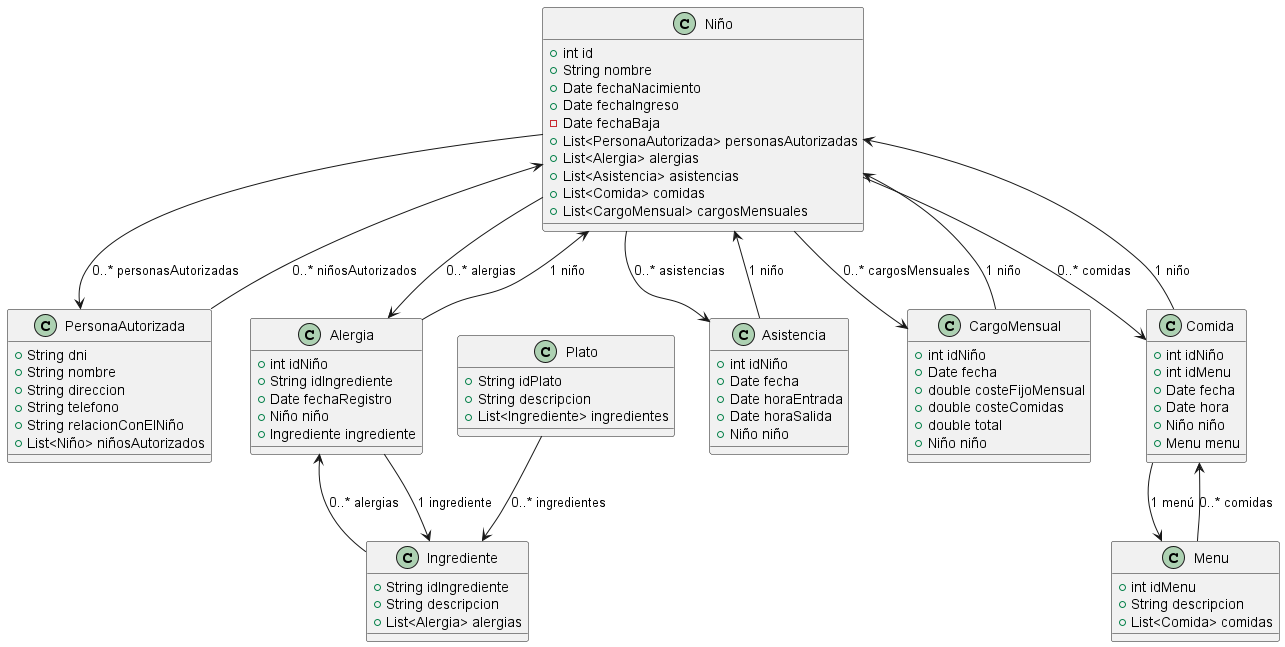 C Niño
int id
String nombre
Date fechaNacimiento
Date fechaIngreso
Date fechaBaja
List<PersonaAutorizada> personasAutorizadas
List<Alergia> alergias
List<Asistencia> asistencias
List<Comida> comidas
List<CargoMensual> cargosMensuales
0..* personasAutorizadas
0..* niñosAutorizados
0..* alergias
1 niño
0..* asistencias
1 niño
0..* cargosMensuales
1 niño
0..* comidas
1 niño
C PersonaAutorizada
String dni
String nombre
String direccion
String telefono
String relacionConElNiño
List<Niño> niñosAutorizados
C Alergia
int idNiño
String idIngrediente
Date fechaRegistro
Niño niño
Ingrediente ingrediente
C Plato
String idPlato
String descripcion
List<Ingrediente> ingredientes
C Asistencia
int idNiño
Date fecha
Date horaEntrada
Date horaSalida
Niño niño
C CargoMensual
int idNiño
Date fecha
double costeFijoMensual
double costeComidas
double total
Niño niño
C Comida
int idNiño
int idMenu
Date fecha
Date hora
Niño niño
Menu menu
0..* alergias
1 ingrediente
0..* ingredientes
1 menú
0..* comidas
C Ingrediente
String idIngrediente
String descripcion
List<Alergia> alergias
C Menu
int idMenu
String descripcion
List<Comida> comidas